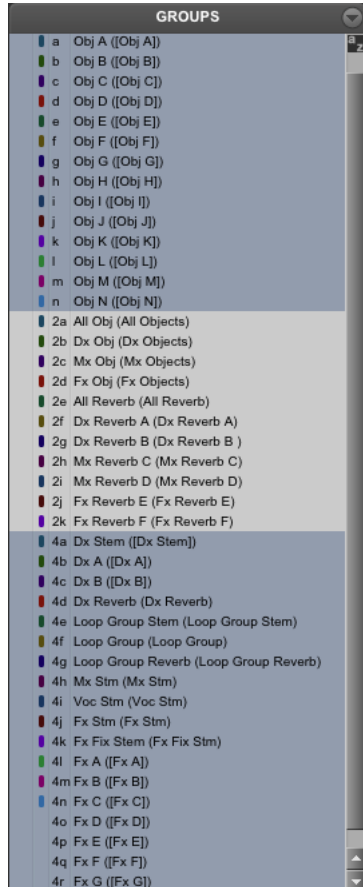 GROUPS
a z
a Obj A ([Obj A])
b Obj B ([Obj B])
c Obj C ([Obj C])
d Obj D ([Obj D])
e Obj E ([Obj E])
f Obj F ([Obj F])
g Obj G ([Obj G])
h Obj H ([Obj H])
i Obj I ([Obj I])
j Obj J ([Obj J])
k Obj K ([Obj K])
l Obj L ([Obj L])
m Obj M ([Obj M])
n Obj N ([Obj N])
2a All Obj (All Objects)
2b Dx Obj (Dx Objects)
2c Mx Obj (Mx Objects)
2d Fx Obj (Fx Objects)
2e All Reverb (All Reverb)
2f Dx Reverb A (Dx Reverb A)
2g Dx Reverb B (Dx Reverb B )
2h Mx Reverb C (Mx Reverb C)
2i Mx Reverb D (Mx Reverb D)
2j Fx Reverb E (Fx Reverb E)
2k Fx Reverb F (Fx Reverb F)
4a Dx Stem ([Dx Stem])
4b Dx A ([Dx A])
4c Dx B ([Dx B])
4d Dx Reverb (Dx Reverb)
4e Loop Group Stem (Loop Group Stem)
4f Loop Group (Loop Group)
4g Loop Group Reverb (Loop Group Reverb)
4h Mx Stm (Mx Stm)
4i Voc Stm (Voc Stm)
4j Fx Stm (Fx Stm)
4k Fx Fix Stem (Fx Fix Stm)
4l Fx A ([Fx A])
4m Fx B ([Fx B])
4n Fx C ([Fx C])
4o Fx D ([Fx D])
4p Fx E ([Fx E])
4q Fx F ([Fx F])
4r Fx G ([Fx G])